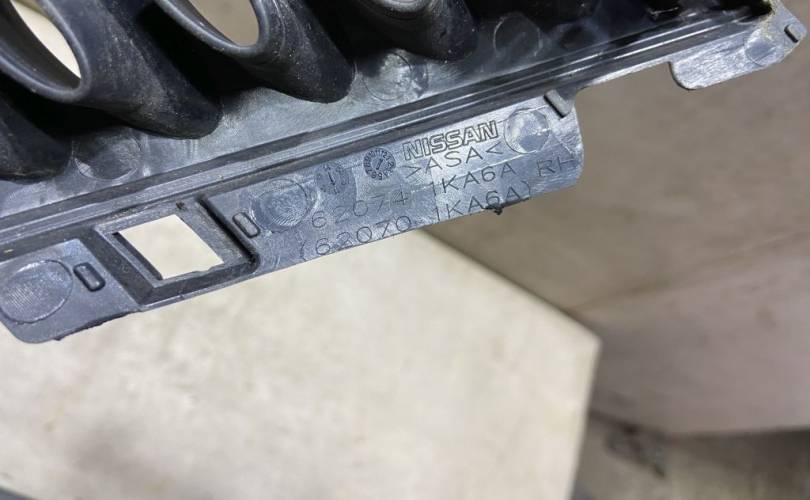 NISSAN
>ASA<
62074 1KA6A RH
(62070 1KA6A)